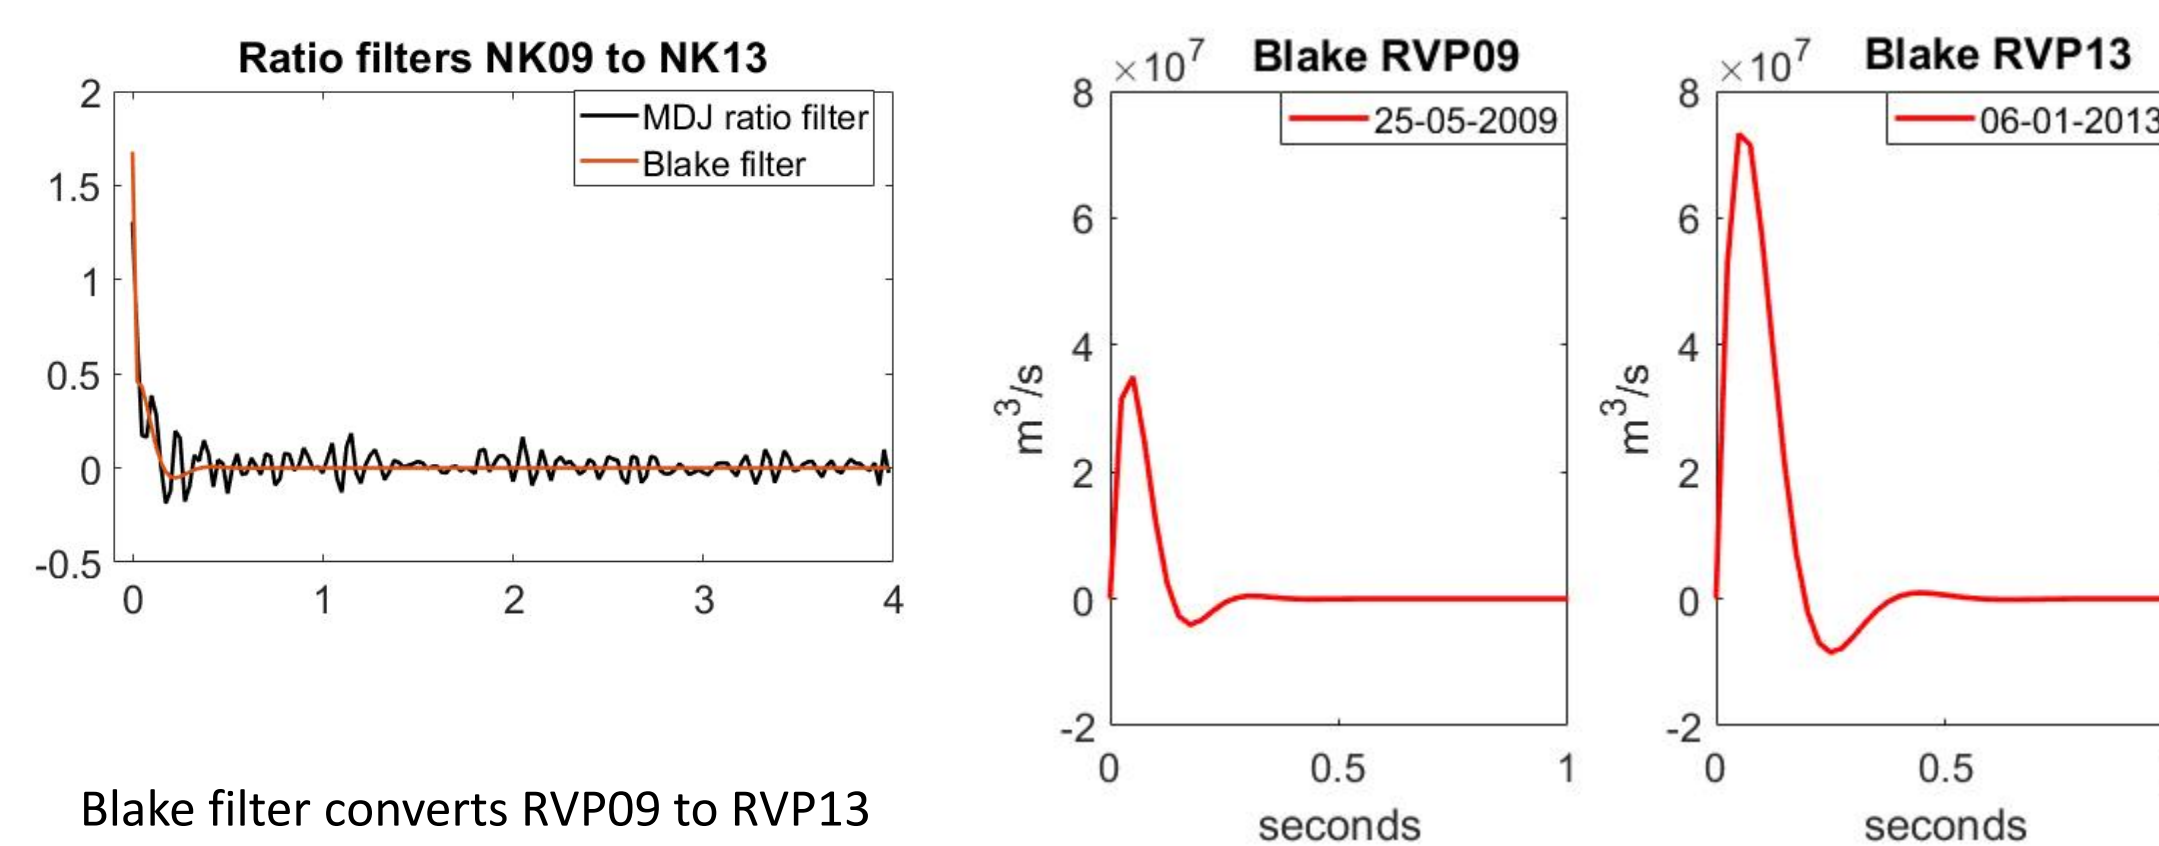 Ratio filters NK09 to NK13
2
1.5
1
0.5
0
-0.5
0 1 2 3 4
MDJ ratio filter
Blake filter
Blake filter converts RVP09 to RVP13
×10⁷ Blake RVP09
25-05-2009
8
6
4
2
0
-2
m³/s
0 0.5 1
seconds
×10⁷ Blake RVP13
06-01-2013
8
6
4
2
0
-2
m³/s
0 0.5
seconds